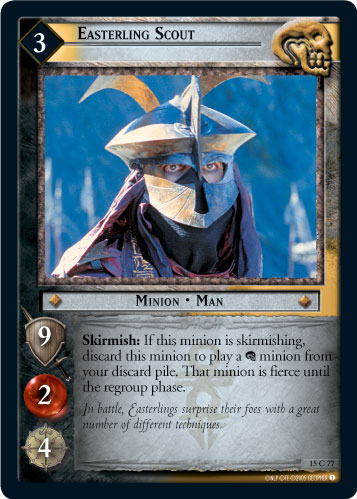 3
Easterling Scout
Minion • Man
9
Skirmish: If this minion is skirmishing,
discard this minion to play a minion from
your discard pile. That minion is fierce until
the regroup phase.
2
In battle, Easterlings surprise their foes with a great
number of different techniques.
4
13 C 77